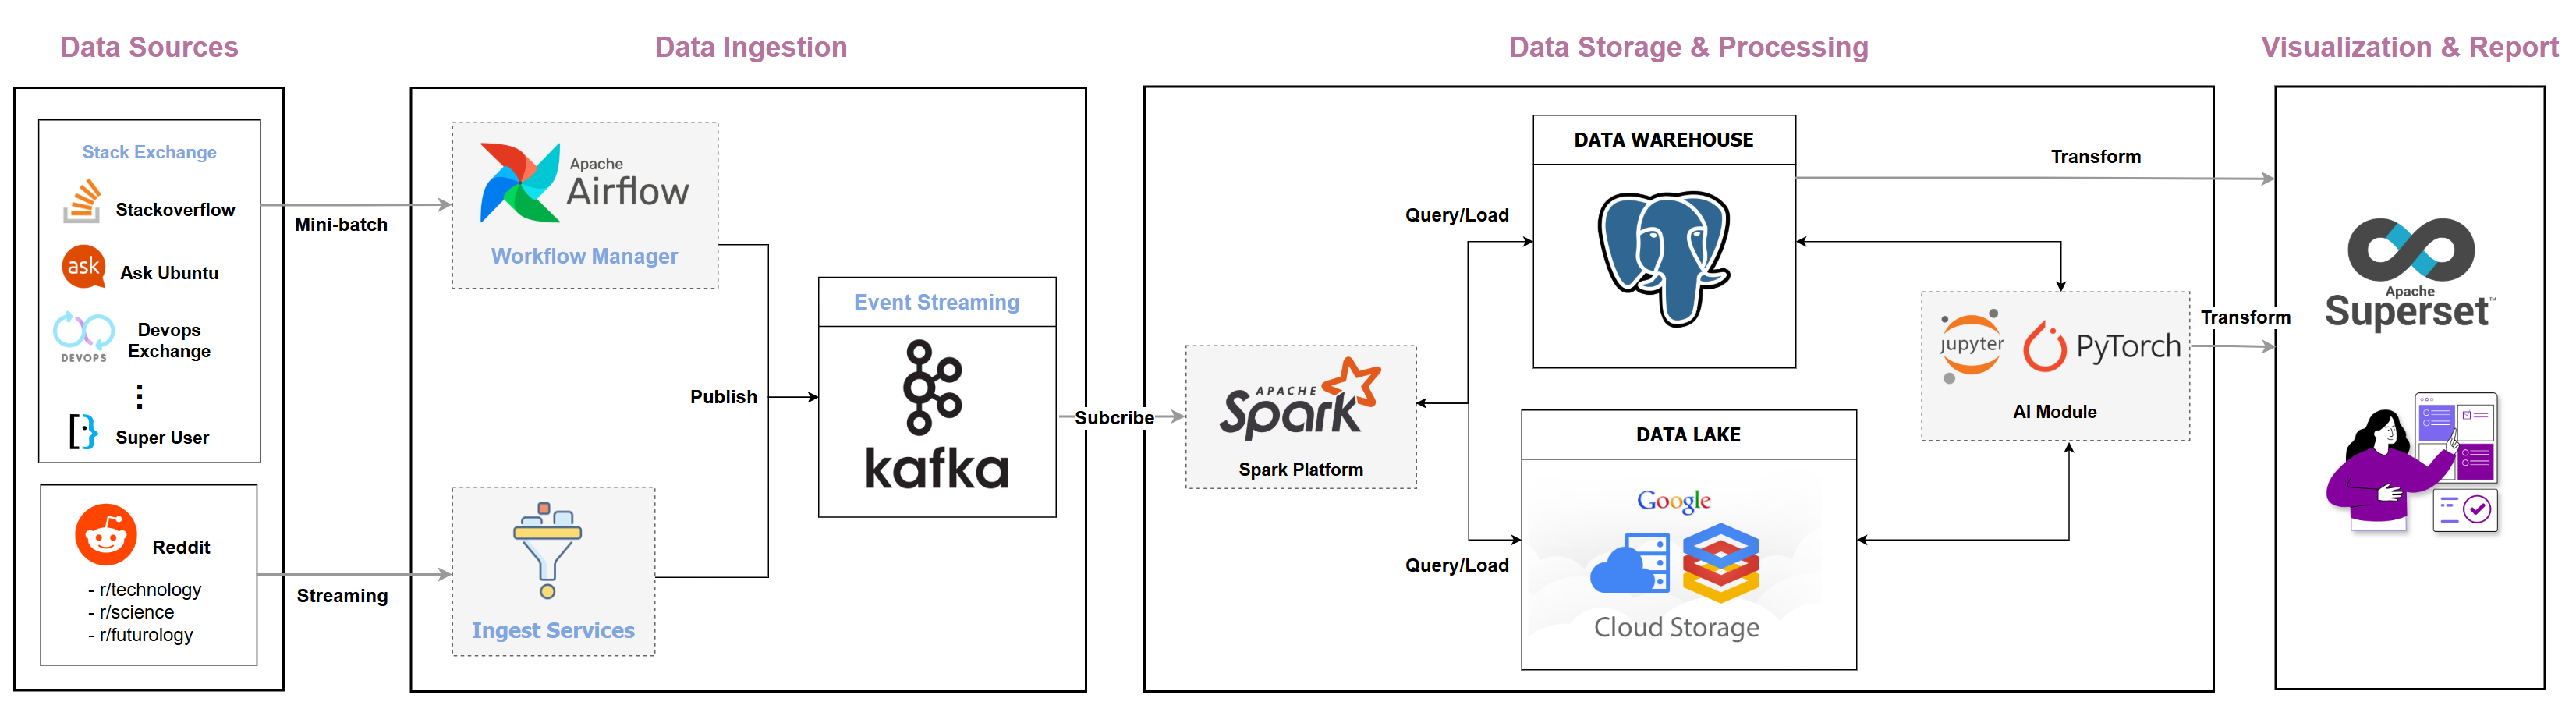 Data Sources
Data Ingestion
Data Storage & Processing
Visualization & Report
Stack Exchange
Stackoverflow
ask
Ask Ubuntu
DEVOPS
Devops
Exchange
Super User
Reddit
- r/technology
- r/science
- r/futurology
Mini-batch
Streaming
Apache
Airflow
Workflow Manager
Ingest Services
Publish
Event Streaming
kafka
Subcribe
APACHE
Spark
Spark Platform
Query/Load
Query/Load
DATA WAREHOUSE
DATA LAKE
Google
Cloud Storage
Transform
jupyter
PyTorch
AI Module
Transform
Apache
Superset™